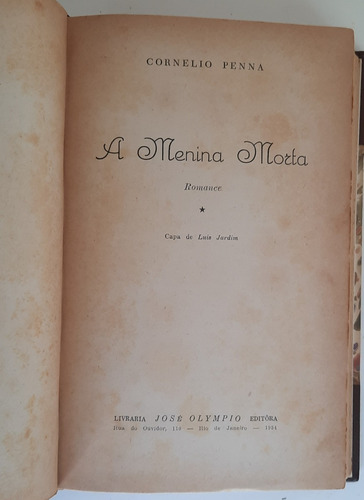 CORNELIO PENNA
A Menina Morta
Romance
★
Capa de Luis Jardim
LIVRARIA JOSÉ OLYMPIO EDITÔRA
Rua do Ouvidor, 110 — Rio de Janeiro — 1954